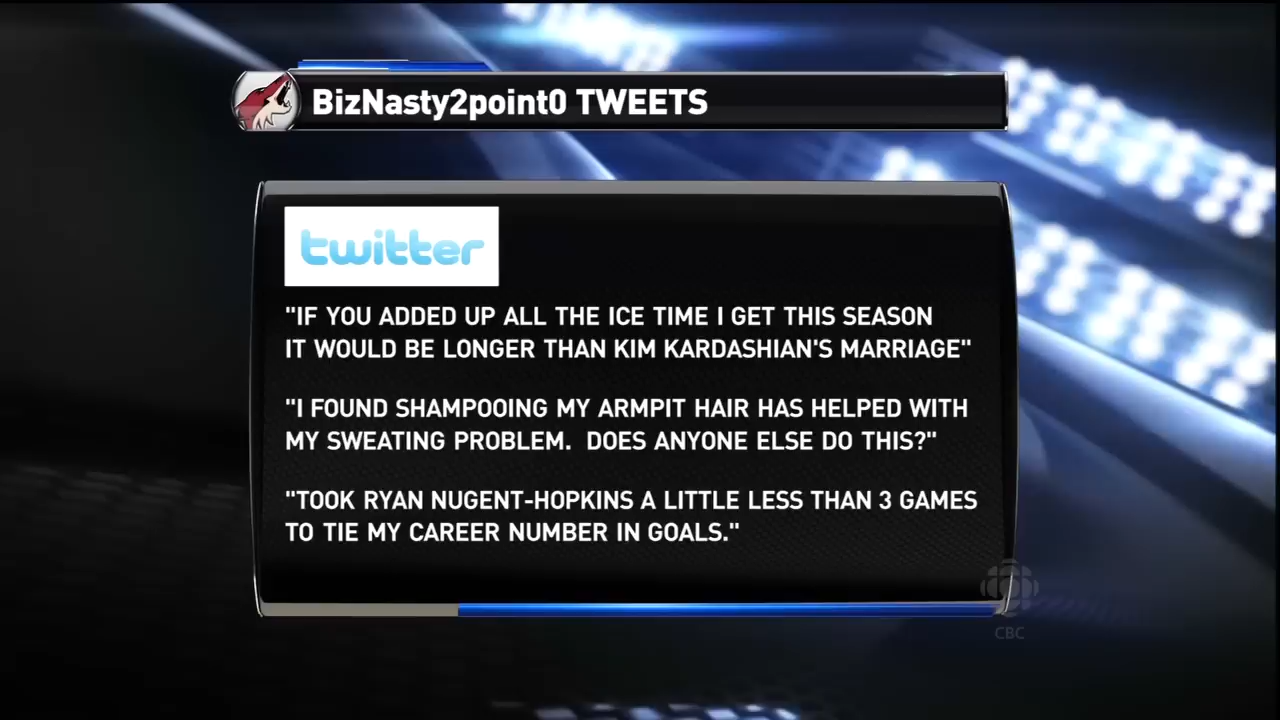 BizNasty2point0 TWEETS
twitter
"IF YOU ADDED UP ALL THE ICE TIME I GET THIS SEASON
IT WOULD BE LONGER THAN KIM KARDASHIAN'S MARRIAGE"
"I FOUND SHAMPOOING MY ARMPIT HAIR HAS HELPED WITH
MY SWEATING PROBLEM.  DOES ANYONE ELSE DO THIS?"
"TOOK RYAN NUGENT-HOPKINS A LITTLE LESS THAN 3 GAMES
TO TIE MY CAREER NUMBER IN GOALS."
CBC